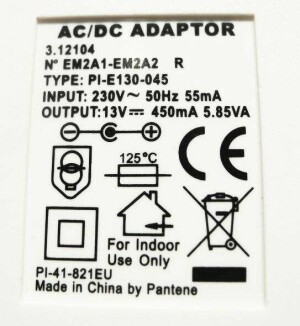 AC/DC ADAPTOR
3.12104
N° EM2A1-EM2A2 R
TYPE: PI-E130-045
INPUT: 230V～ 50Hz 55mA
OUTPUT:13V⎓ 450mA 5.85VA
125°C
CE
For Indoor
Use Only
PI-41-821EU
Made in China by Pantene